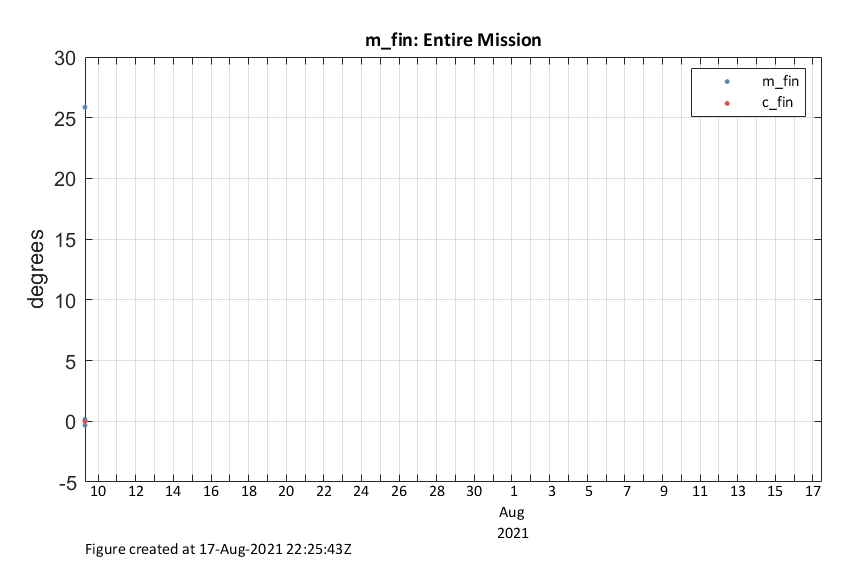 m_fin: Entire Mission
30
25
20
15
10
5
0
-5
degrees
m_fin
c_fin
10 12 14 16 18 20 22 24 26 28 30 1 3 5 7 9 11 13 15 17
Aug
2021
Figure created at 17-Aug-2021 22:25:43Z